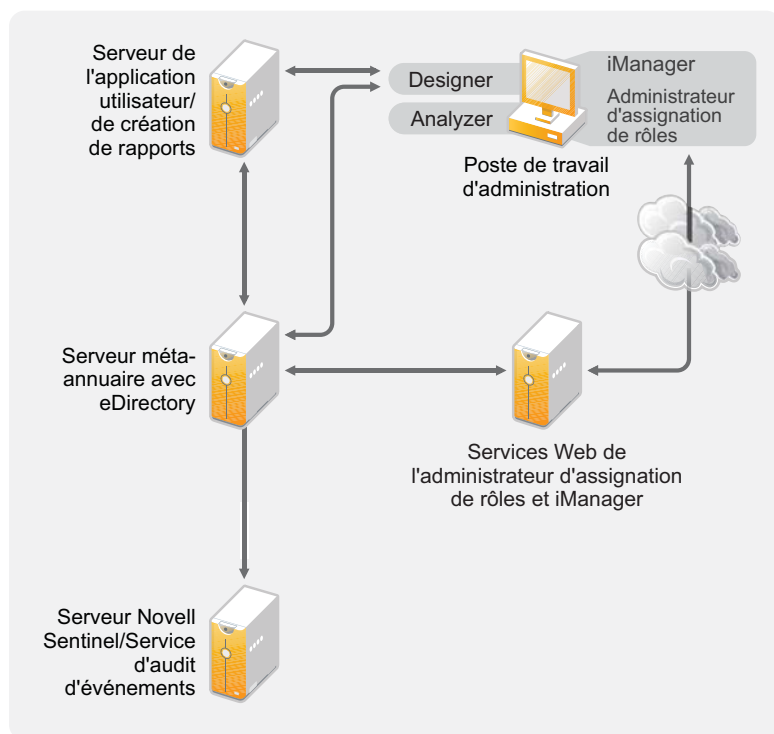 Serveur de
l'application
utilisateur/
de création
de rapports
Designer
Analyzer
iManager
Administrateur
d'assignation
de rôles
Poste de travail
d'administration
Serveur méta-
annuaire avec
eDirectory
Services Web de
l'administrateur d'assignation
de rôles et iManager
Serveur Novell
Sentinel/Service
d'audit
d'événements